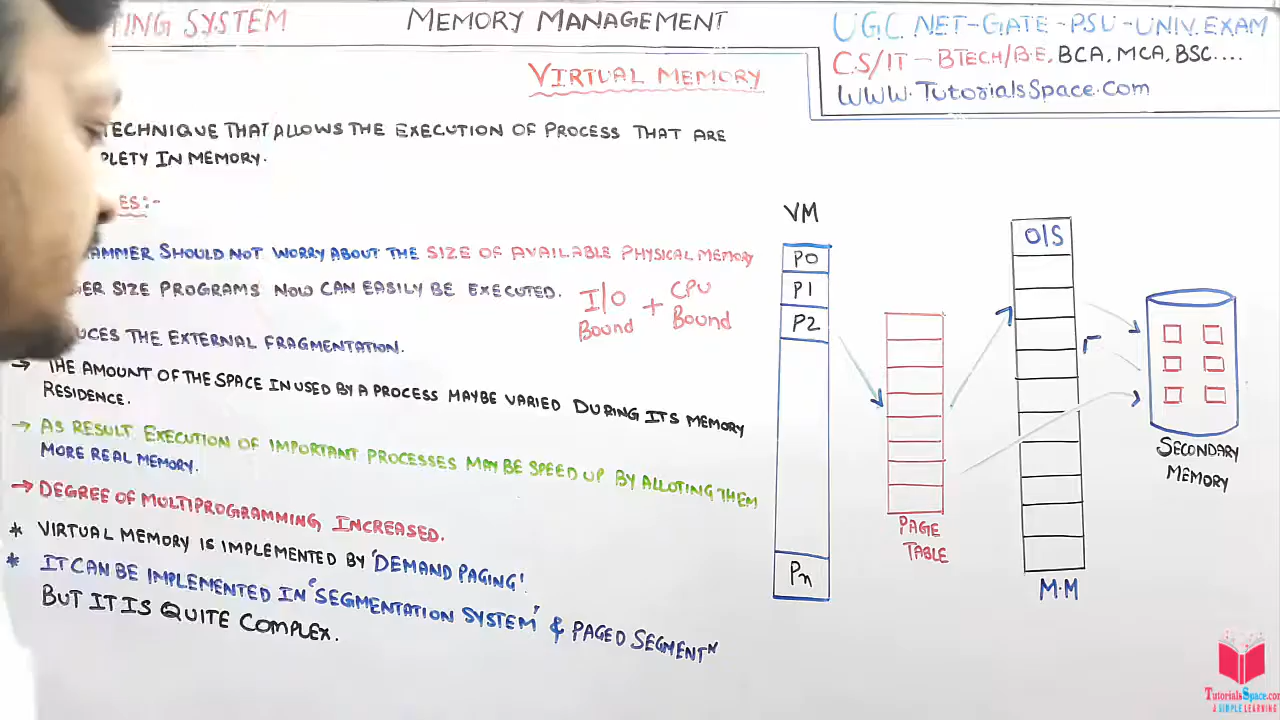 TING SYSTEM
MEMORY MANAGEMENT
UGC NET-GATE-PSU-UNIV. EXAM
CS/IT - BTECH/B.E, BCA, MCA, BSC....
WWW.TutorialsSpace.Com
VIRTUAL MEMORY
TECHNIQUE THAT ALLOWS THE EXECUTION OF PROCESS THAT ARE
PLETY IN MEMORY.
ES:-
AMMER SHOULD NOT WORRY ABOUT THE SIZE OF AVAILABLE PHYSICAL MEMORY
ER SIZE PROGRAMS NOW CAN EASILY BE EXECUTED.
I/O Bound + CPU Bound
UCES THE EXTERNAL FRAGMENTATION.
→ THE AMOUNT OF THE SPACE IN USED BY A PROCESS MAYBE VARIED DURING ITS MEMORY
RESIDENCE.
→ AS RESULT EXECUTION OF IMPORTANT PROCESSES MAY BE SPEED UP BY ALLOTING THEM
MORE REAL MEMORY.
→ DEGREE OF MULTIPROGRAMMING INCREASED.
* VIRTUAL MEMORY IS IMPLEMENTED BY 'DEMAND PAGING'.
* IT CAN BE IMPLEMENTED IN "SEGMENTATION SYSTEM" & PAGED SEGMENTᴺ
BUT IT IS QUITE COMPLEX.
VM
P0
P1
P2
Pn
PAGE
TABLE
O/S
M.M
SECONDARY
MEMORY
TutorialsSpace.com
A SIMPLE LEARNING